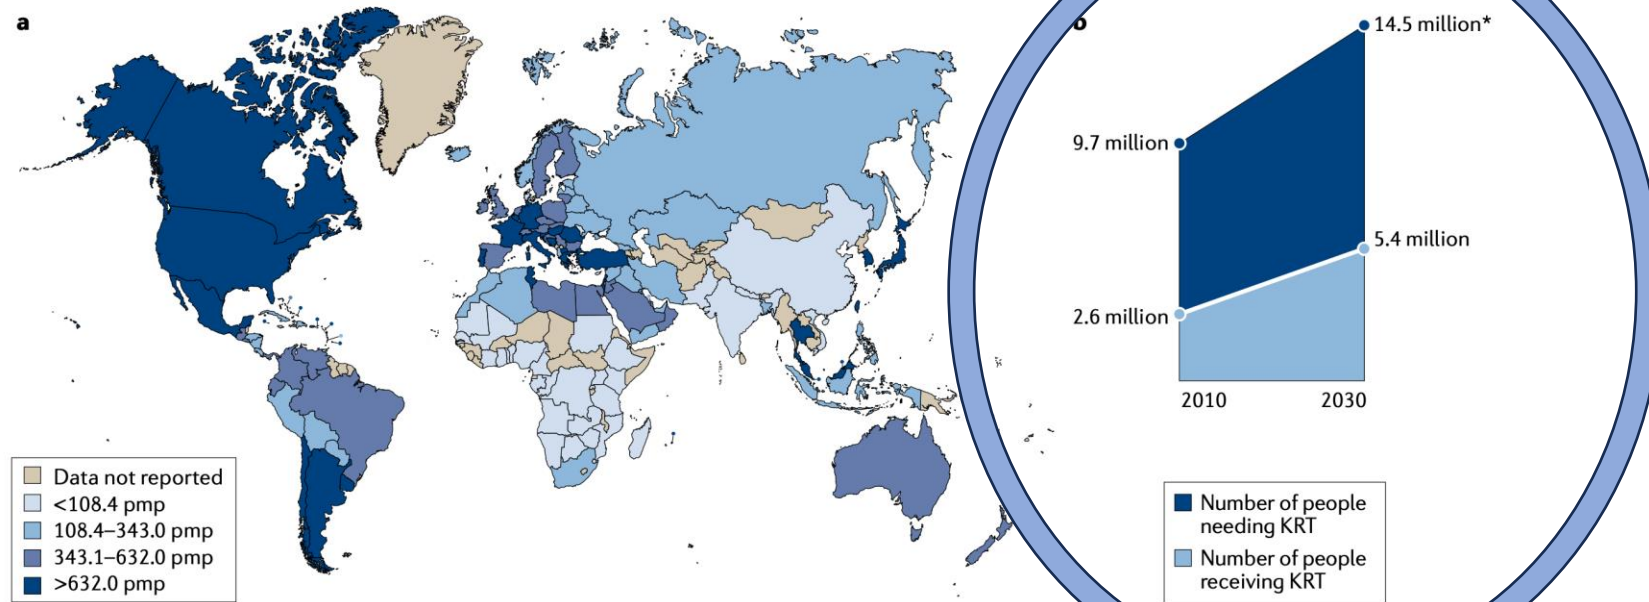 a
Data not reported
<108.4 pmp
108.4–343.0 pmp
343.1–632.0 pmp
>632.0 pmp
b
14.5 million*
9.7 million
5.4 million
2.6 million
2010 2030
Number of people
needing KRT
Number of people
receiving KRT